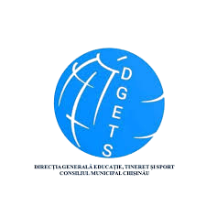 DGETS
DIRECȚIA GENERALĂ EDUCAȚIE, TINERET ȘI SPORT
CONSILIUL MUNICIPAL CHIȘINĂU